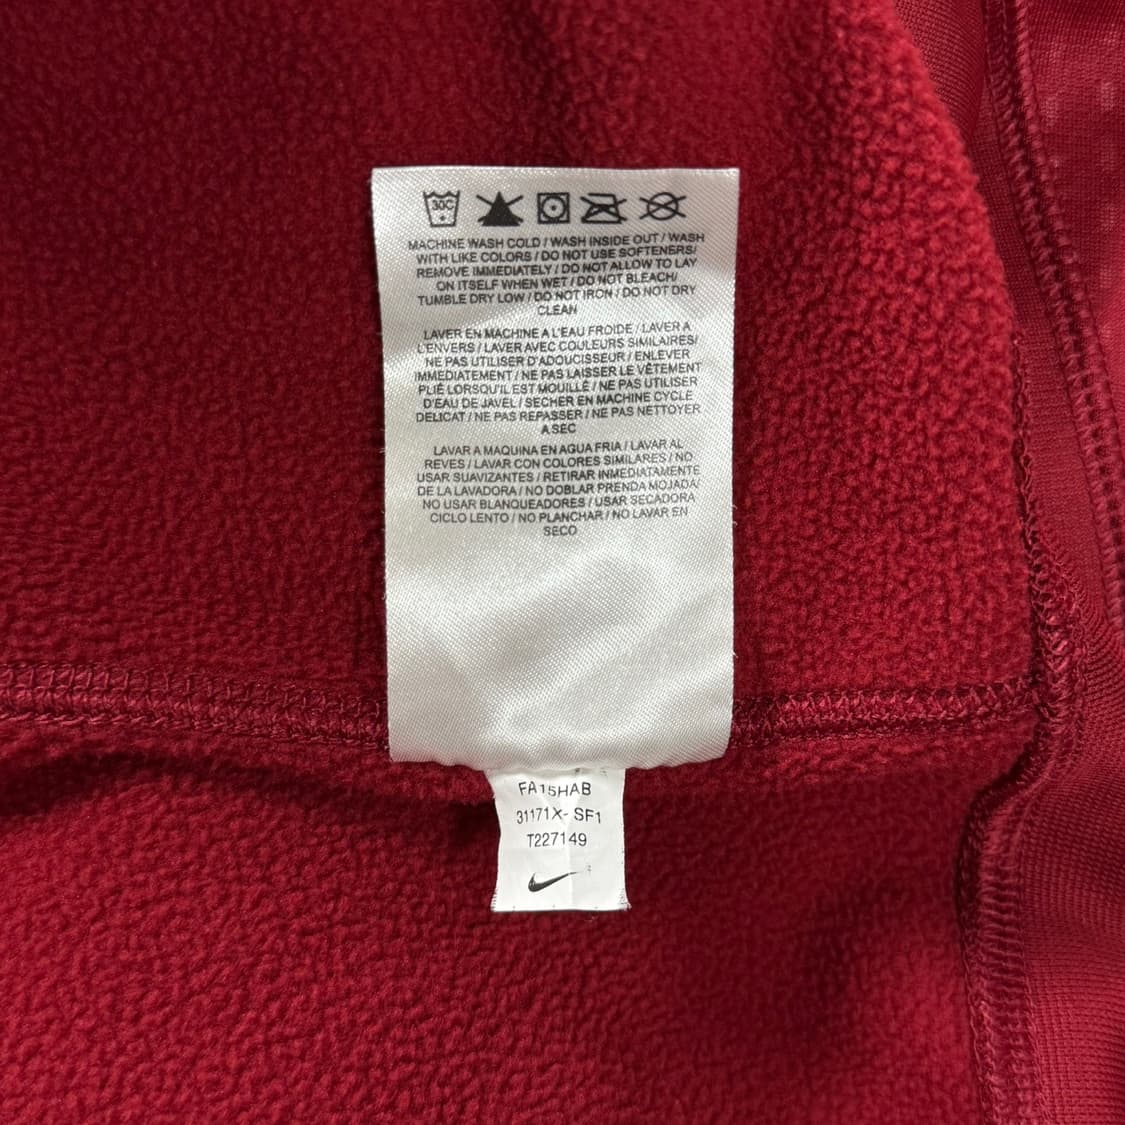 30C
MACHINE WASH COLD / WASH INSIDE OUT / WASH
WITH LIKE COLORS / DO NOT USE SOFTENERS/
REMOVE IMMEDIATELY / DO NOT ALLOW TO LAY
ON ITSELF WHEN WET / DO NOT BLEACH/
TUMBLE DRY LOW / DO NOT IRON / DO NOT DRY
CLEAN
LAVER EN MACHINE A L'EAU FROIDE / LAVER A
L'ENVERS / LAVER AVEC COULEURS SIMILAIRES/
NE PAS UTILISER D'ADOUCISSEUR / ENLEVER
IMMEDIATEMENT / NE PAS LAISSER LE VÊTEMENT
PLIÉ LORSQU'IL EST MOUILLÉ / NE PAS UTILISER
D'EAU DE JAVEL / SECHER EN MACHINE CYCLE
DELICAT / NE PAS REPASSER / NE PAS NETTOYER
A SEC
LAVAR A MAQUINA EN AGUA FRIA / LAVAR AL
REVES / LAVAR CON COLORES SIMILARES / NO
USAR SUAVIZANTES / RETIRAR INMEDIATAMENTE
DE LA LAVADORA / NO DOBLAR PRENDA MOJADA/
NO USAR BLANQUEADORES / USAR SECADORA
CICLO LENTO / NO PLANCHAR / NO LAVAR EN
SECO
FA15HAB
31171X- SF1
T227149